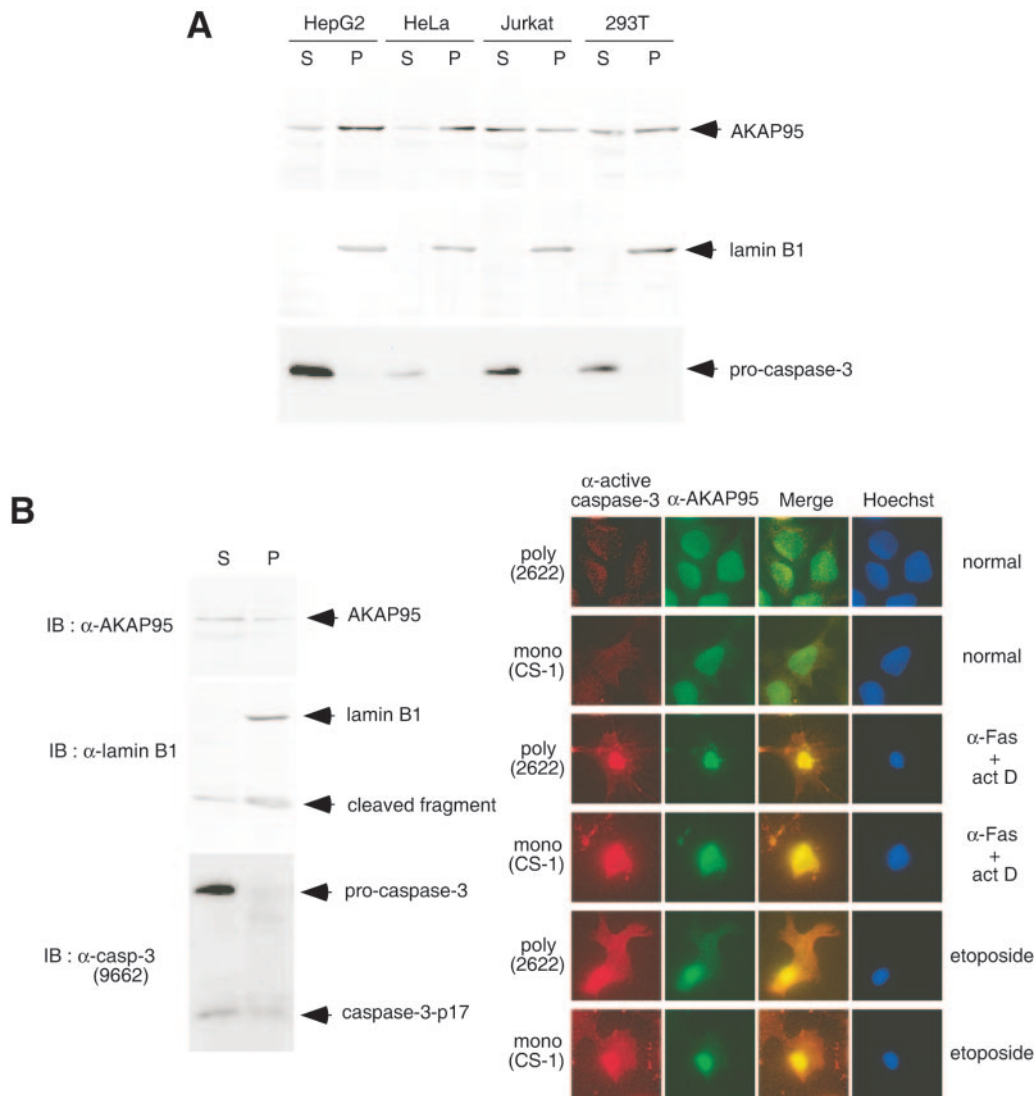 A
HepG2 HeLa Jurkat 293T
S P S P S P S P
AKAP95
lamin B1
pro-caspase-3
B
S P
IB : α-AKAP95
AKAP95
lamin B1
IB : α-lamin B1
cleaved fragment
pro-caspase-3
IB : α-casp-3
(9662)
caspase-3-p17
α-active
caspase-3 α-AKAP95 Merge Hoechst
poly
(2622)
normal
mono
(CS-1)
normal
poly
(2622)
α-Fas
+
act D
mono
(CS-1)
α-Fas
+
act D
poly
(2622)
etoposide
mono
(CS-1)
etoposide